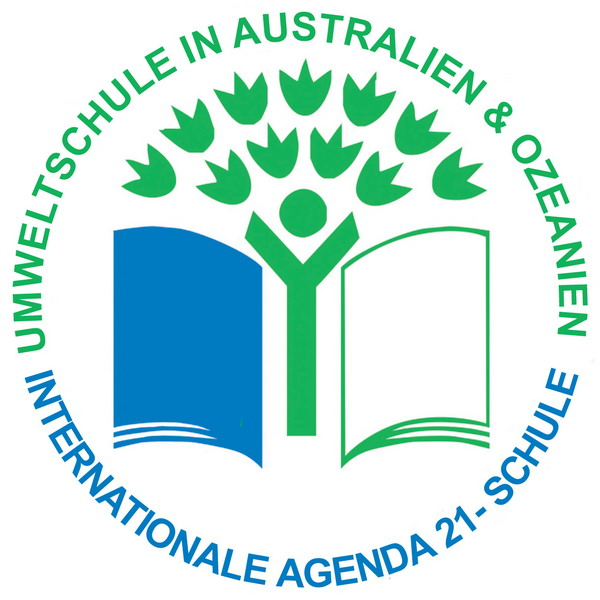 UMWELTSCHULE IN AUSTRALIEN & OZEANIEN
INTERNATIONALE AGENDA 21- SCHULE